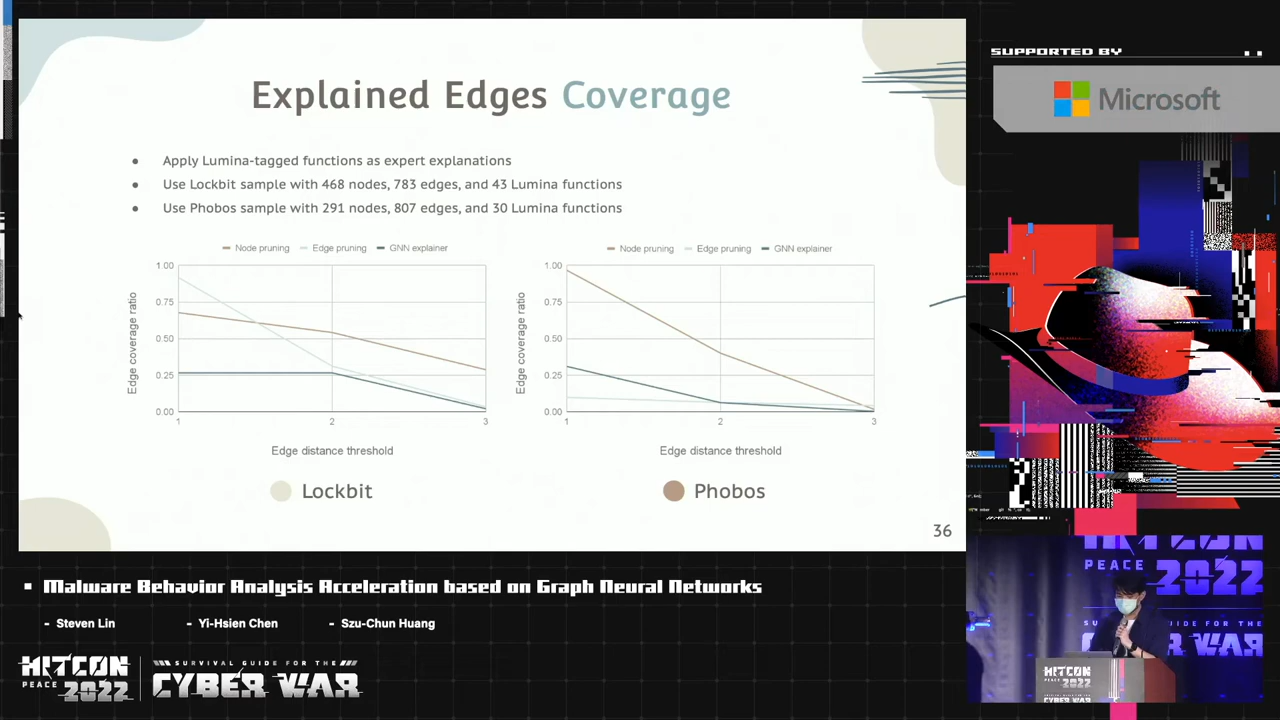 SUPPORTED BY
Microsoft
Explained Edges Coverage
Apply Lumina-tagged functions as expert explanations
Use Lockbit sample with 468 nodes, 783 edges, and 43 Lumina functions
Use Phobos sample with 291 nodes, 807 edges, and 30 Lumina functions
Node pruning Edge pruning GNN explainer
1.00
0.75
0.50
0.25
0.00
1 2 3
Edge coverage ratio
Edge distance threshold
Lockbit
Node pruning Edge pruning GNN explainer
1.00
0.75
0.50
0.25
0.00
1 2 3
Edge coverage ratio
Edge distance threshold
Phobos
36
Malware Behavior Analysis Acceleration based on Graph Neural Networks
- Steven Lin - Yi-Hsien Chen - Szu-Chun Huang
HITCON
PEACE 2022
SURVIVAL GUIDE FOR THE
CYBER WAR
PEACE 2022
HITCON
PEACE 2022